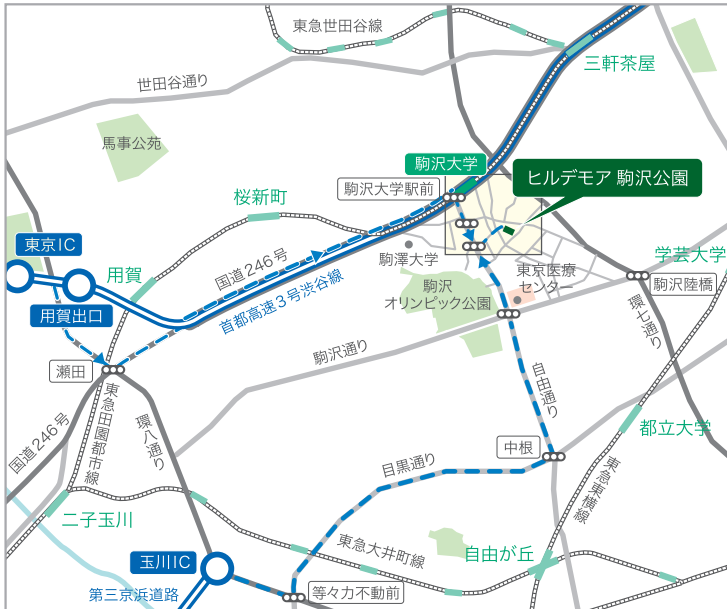 東急世田谷線
三軒茶屋
世田谷通り
馬事公苑
駒沢大学
ヒルデモア 駒沢公園
駒沢大学駅前
桜新町
東京IC
用賀
国道246号
駒澤大学
学芸大学
用賀出口
首都高速3号渋谷線
駒沢
オリンピック公園
東京医療
センター
駒沢陸橋
環七通り
瀬田
駒沢通り
自由通り
国道246号
東急田園都市線
環八通り
中根
都立大学
目黒通り
東急東横線
二子玉川
東急大井町線
自由が丘
玉川IC
第三京浜道路
等々力不動前